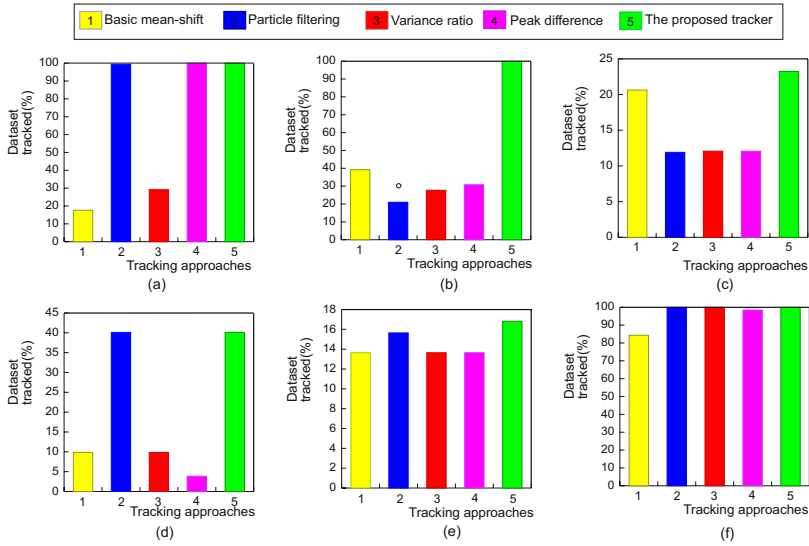 1 Basic mean-shift 2 Particle filtering 3 Variance ratio 4 Peak difference 5 The proposed tracker
Dataset
tracked(%)
100
90
80
70
60
50
40
30
20
10
0
1 2 3 4 5
Tracking approaches
(a)
Dataset
tracked(%)
100
90
80
70
60
50
40
30
20
10
0
1 2 3 4 5
Tracking approaches
(b)
Dataset
tracked(%)
25
20
15
10
5
0
1 2 3 4 5
Tracking approaches
(c)
Dataset
tracked(%)
45
40
35
30
25
20
15
10
5
0
1 2 3 4 5
Tracking approaches
(d)
Dataset
tracked(%)
18
16
14
12
10
8
6
4
2
0
1 2 3 4 5
Tracking approaches
(e)
Dataset
tracked(%)
100
90
80
70
60
50
40
30
20
10
0
1 2 3 4 5
Tracking approaches
(f)